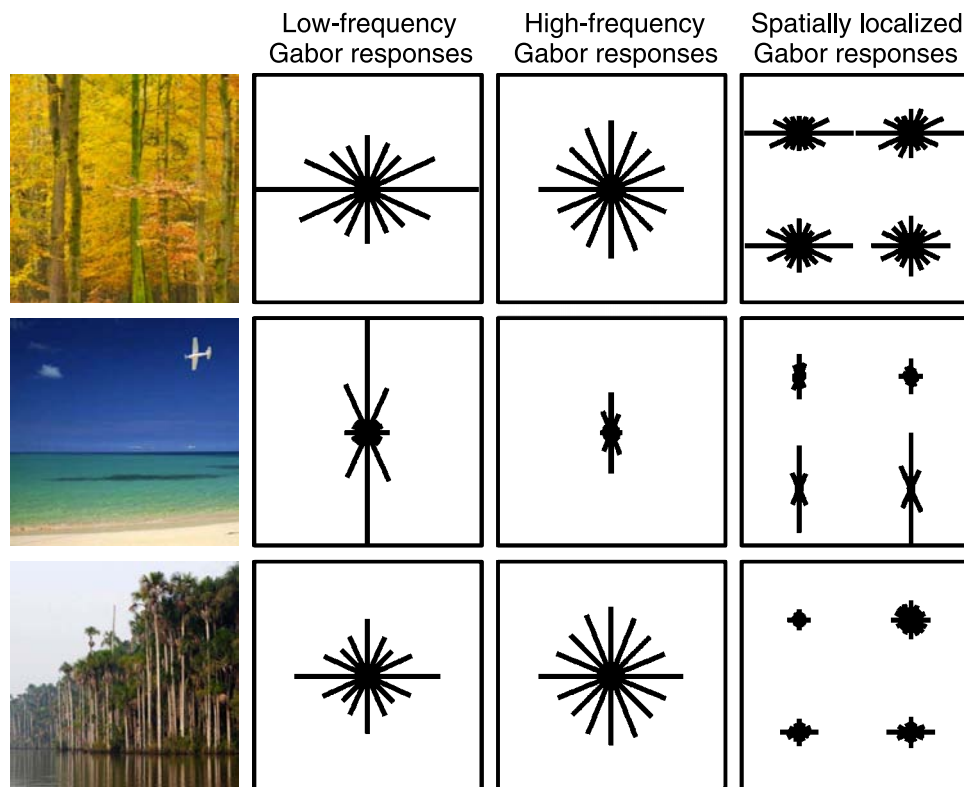 Low-frequency
Gabor responses
High-frequency
Gabor responses
Spatially localized
Gabor responses